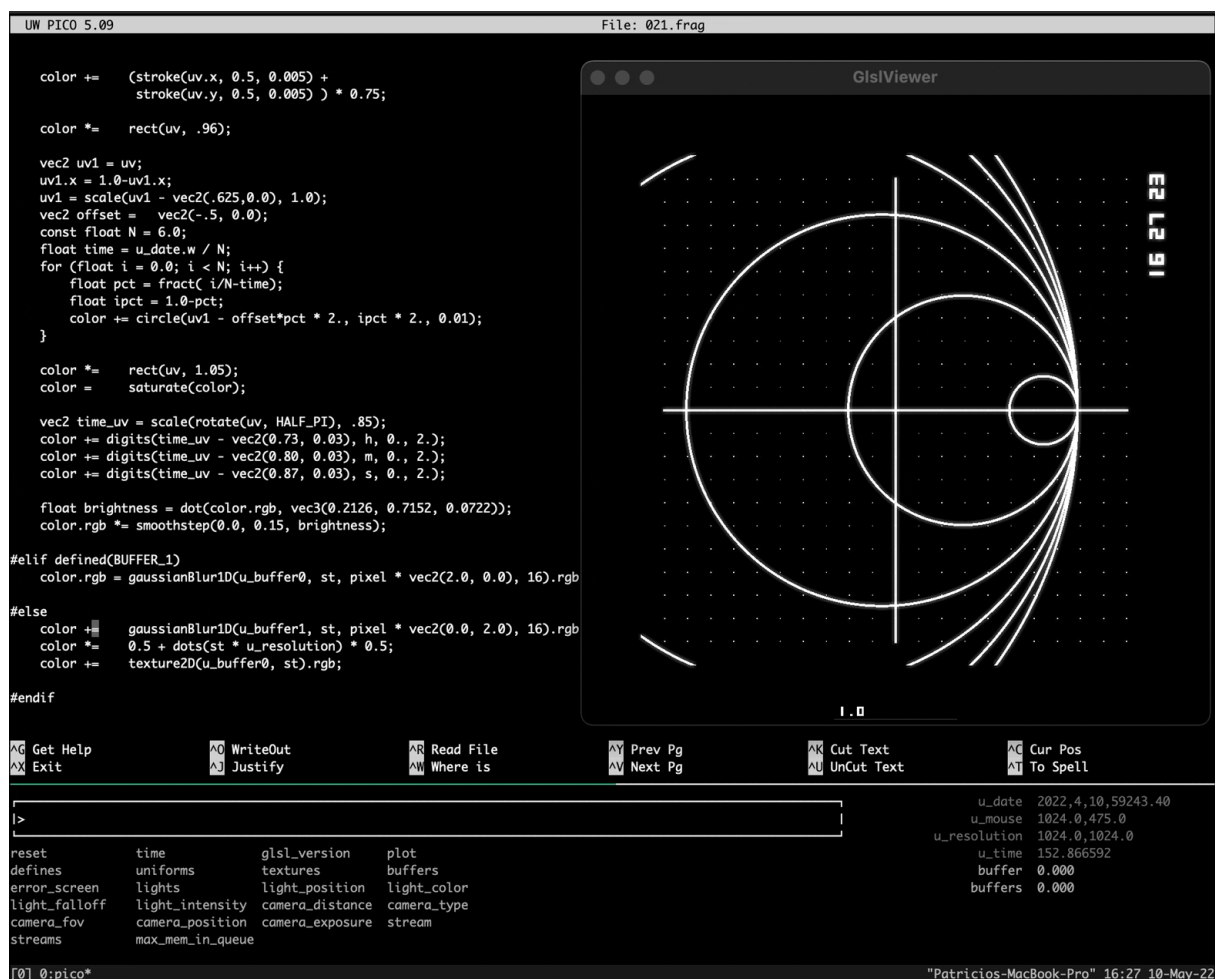 UW PICO 5.09 File: 021.frag
color += (stroke(uv.x, 0.5, 0.005) +
stroke(uv.y, 0.5, 0.005) ) * 0.75;
color *= rect(uv, .96);
vec2 uv1 = uv;
uv1.x = 1.0-uv1.x;
uv1 = scale(uv1 - vec2(.625,0.0), 1.0);
vec2 offset = vec2(-.5, 0.0);
const float N = 6.0;
float time = u_date.w / N;
for (float i = 0.0; i < N; i++) {
float pct = fract( i/N-time);
float ipct = 1.0-pct;
color += circle(uv1 - offset*pct * 2., ipct * 2., 0.01);
}
color *= rect(uv, 1.05);
color = saturate(color);
vec2 time_uv = scale(rotate(uv, HALF_PI), .85);
color += digits(time_uv - vec2(0.73, 0.03), h, 0., 2.);
color += digits(time_uv - vec2(0.80, 0.03), m, 0., 2.);
color += digits(time_uv - vec2(0.87, 0.03), s, 0., 2.);
float brightness = dot(color.rgb, vec3(0.2126, 0.7152, 0.0722));
color.rgb *= smoothstep(0.0, 0.15, brightness);
#elif defined(BUFFER_1)
color.rgb = gaussianBlur1D(u_buffer0, st, pixel * vec2(2.0, 0.0), 16).rgb
#else
color += gaussianBlur1D(u_buffer1, st, pixel * vec2(0.0, 2.0), 16).rgb
color *= 0.5 + dots(st * u_resolution) * 0.5;
color += texture2D(u_buffer0, st).rgb;
#endif
GlslViewer
16 27 23
1.0
^G Get Help ^O WriteOut ^R Read File ^Y Prev Pg ^K Cut Text ^C Cur Pos
^X Exit ^J Justify ^W Where is ^V Next Pg ^U UnCut Text ^T To Spell
|> |
reset time glsl_version plot
defines uniforms textures buffers
error_screen lights light_position light_color
light_falloff light_intensity camera_distance camera_type
camera_fov camera_position camera_exposure stream
streams max_mem_in_queue
u_date 2022,4,10,59243.40
u_mouse 1024.0,475.0
u_resolution 1024.0,1024.0
u_time 152.866592
buffer 0.000
buffers 0.000
[0] 0:pico* "Patricios-MacBook-Pro" 16:27 10-May-22